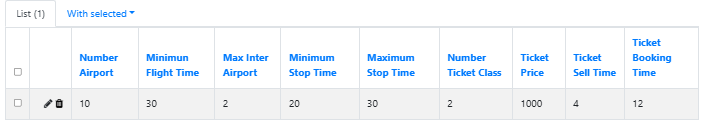 List (1) With selected
Number Airport Minimun Flight Time Max Inter Airport Minimum Stop Time Maximum Stop Time Number Ticket Class Ticket Price Ticket Sell Time Ticket Booking Time
10 30 2 20 30 2 1000 4 12